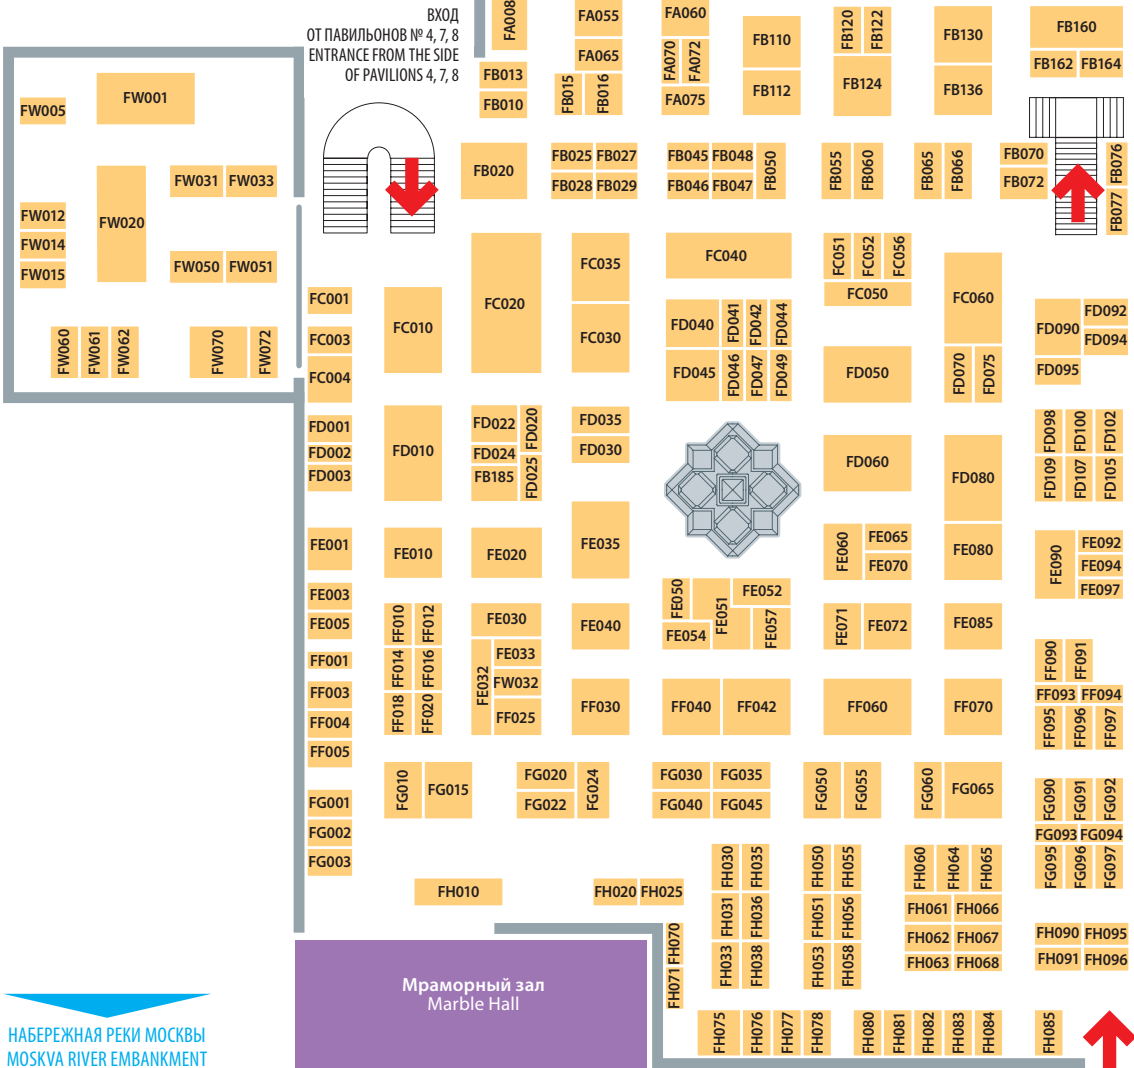 ВХОД
ОТ ПАВИЛЬОНОВ № 4, 7, 8
ENTRANCE FROM THE SIDE
OF PAVILIONS 4, 7, 8
FA008
FA055
FA060
FB110
FB120
FB122
FB130
FB160
FA065
FA070
FA072
FB162 FB164
FB013
FB010
FB015
FB016
FA075
FB112
FB124
FB136
FW005
FW001
FW031 FW033
FW012
FW014
FW015
FW020
FW050 FW051
FW060
FW061
FW062
FW070
FW072
FB020
FB025 FB027
FB028 FB029
FB045 FB048
FB046 FB047
FB050
FB055
FB060
FB065
FB066
FB070
FB072
FB076
FB077
FC001
FC003
FC004
FC010
FC020
FC035
FC030
FC040
FC051
FC052
FC056
FC050
FC060
FD040
FD041
FD042
FD044
FD045
FD046
FD047
FD049
FD050
FD070
FD075
FD090
FD092
FD094
FD095
FD001
FD002
FD003
FD010
FD022
FD020
FD024
FB185
FD025
FD035
FD030
FD060
FD080
FD098
FD100
FD102
FD109
FD107
FD105
FE001
FE010
FE020
FE035
FE060
FE065
FE070
FE080
FE090
FE092
FE094
FE097
FE003
FE005
FF010
FF012
FE030
FE040
FE050
FE051
FE052
FE054
FE057
FE071
FE072
FE085
FF001
FF014
FF016
FE032
FE033
FW032
FF025
FF090
FF091
FF003
FF004
FF005
FF018
FF020
FF030
FF040
FF042
FF060
FF070
FF093 FF094
FF095
FF096
FF097
FG001
FG002
FG003
FG010
FG015
FG020
FG022
FG024
FG030 FG035
FG040 FG045
FG050
FG055
FG060
FG065
FG090
FG091
FG092
FG093 FG094
FG095
FG096
FG097
FH010
FH020 FH025
FH030
FH035
FH031
FH036
FH033
FH038
FH050
FH055
FH051
FH056
FH053
FH058
FH060
FH064
FH065
FH061 FH066
FH062 FH067
FH063 FH068
FH090 FH095
FH091 FH096
FH070
FH071
FH075
FH076
FH077
FH078
FH080
FH081
FH082
FH083
FH084
FH085
Мраморный зал
Marble Hall
НАБЕРЕЖНАЯ РЕКИ МОСКВЫ
MOSKVA RIVER EMBANKMENT